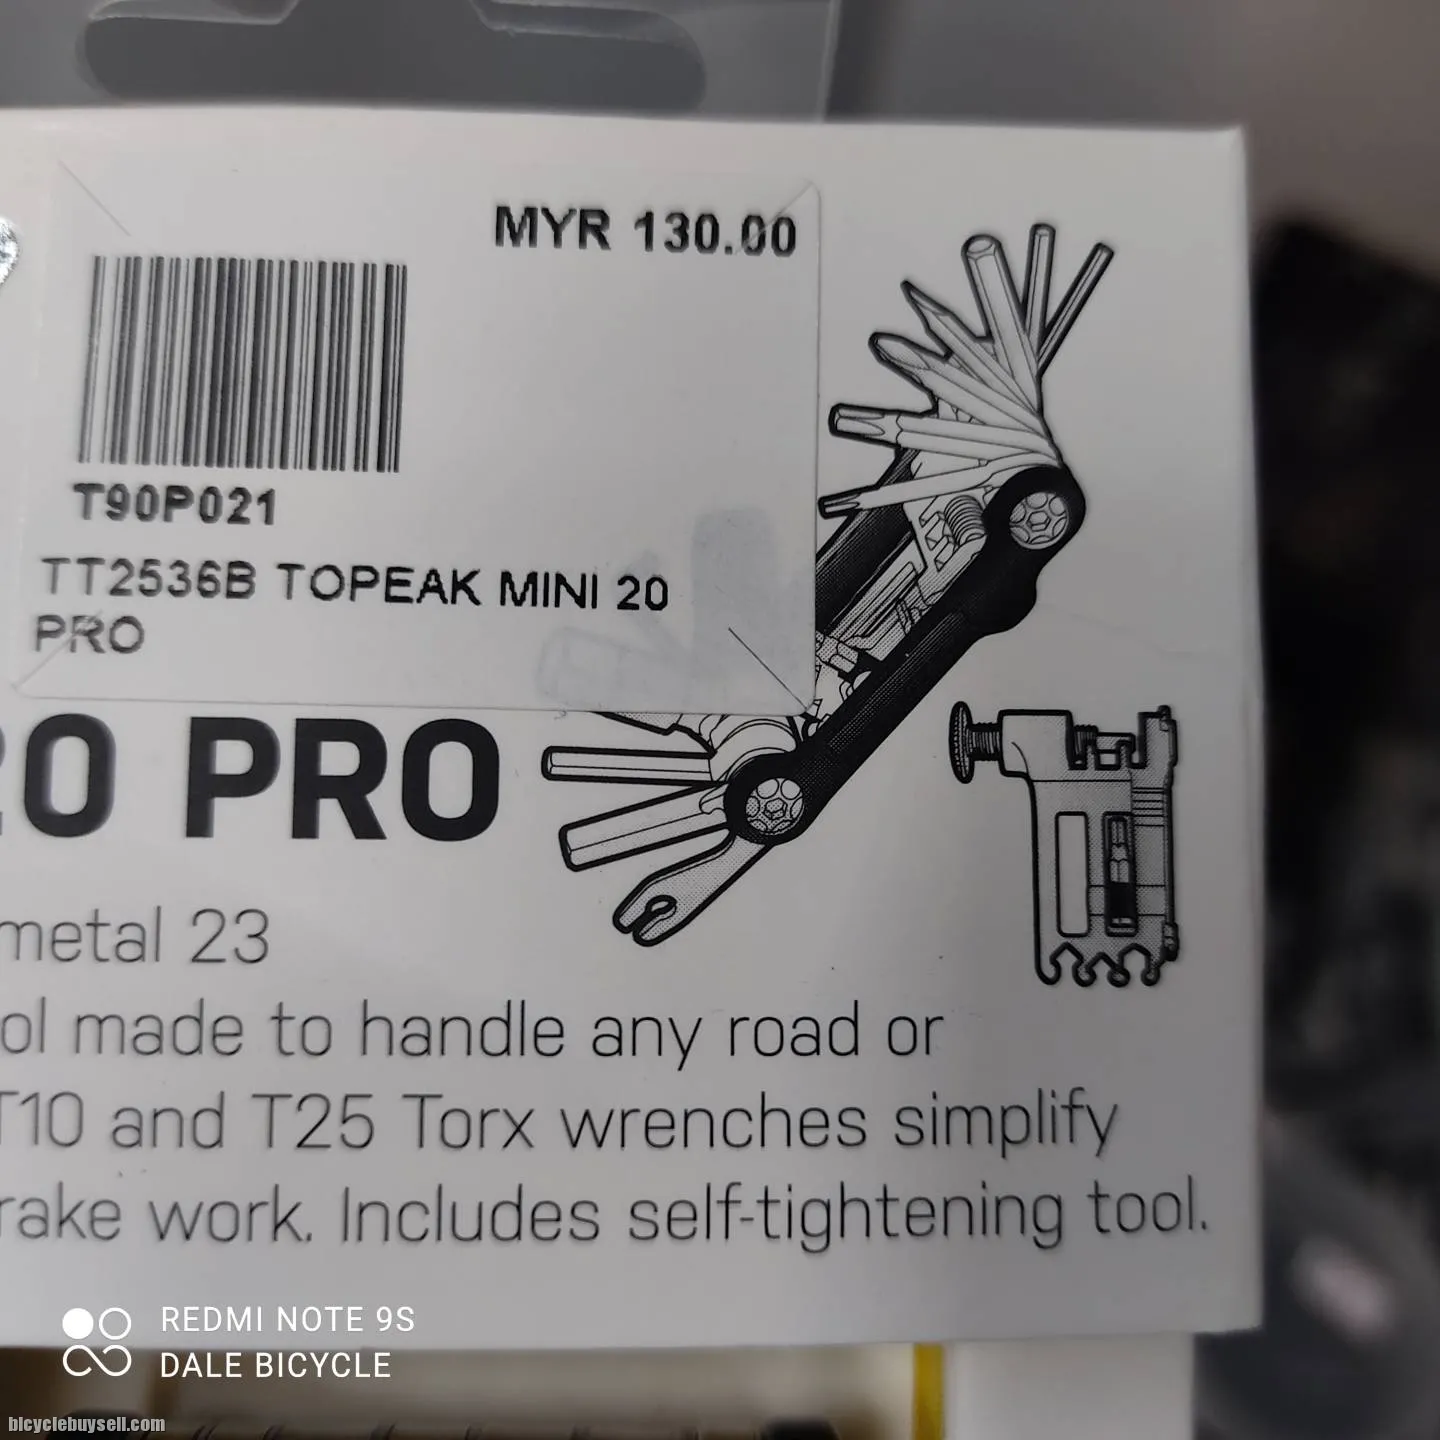 MYR 130.00
T90P021
TT2536B TOPEAK MINI 20
PRO
20 PRO
metal 23
ol made to handle any road or
T10 and T25 Torx wrenches simplify
rake work. Includes self-tightening tool.
REDMI NOTE 9S
DALE BICYCLE
bicyclebuysell.com